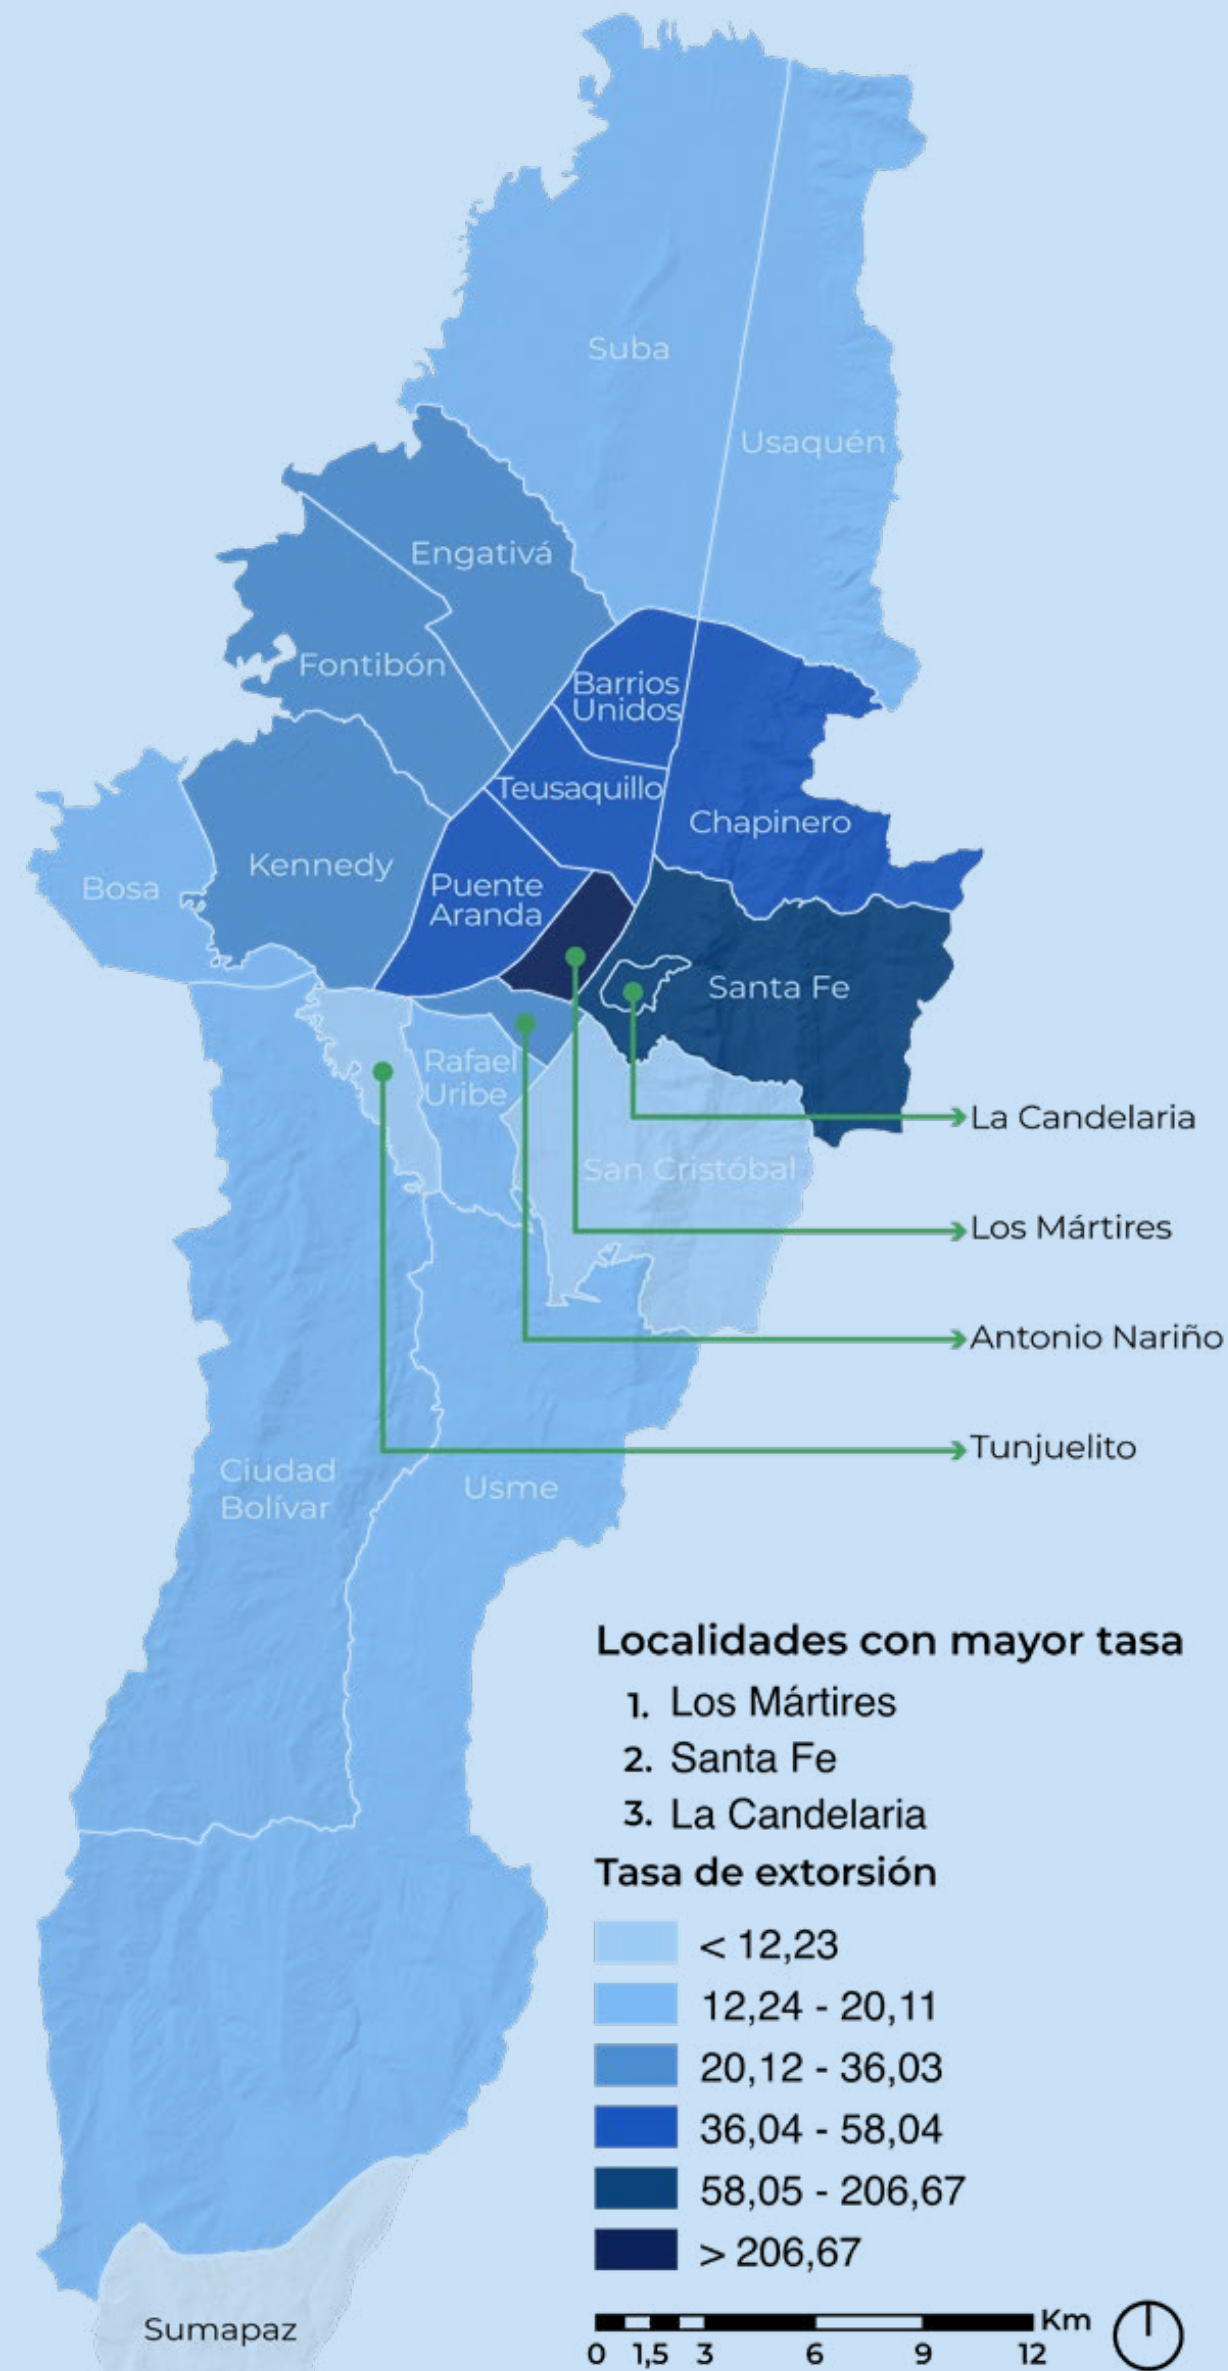 Suba
Usaquén
Engativá
Fontibón
Barrios
Unidos
Teusaquillo
Chapinero
Kennedy
Bosa
Puente
Aranda
Santa Fe
Rafael
Uribe
La Candelaria
San Cristóbal
Los Mártires
Antonio Nariño
Tunjuelito
Ciudad
Bolívar
Usme
Localidades con mayor tasa
1. Los Mártires
2. Santa Fe
3. La Candelaria
Tasa de extorsión
< 12,23
12,24 - 20,11
20,12 - 36,03
36,04 - 58,04
58,05 - 206,67
> 206,67
Sumapaz
Km
0 1,5 3 6 9 12